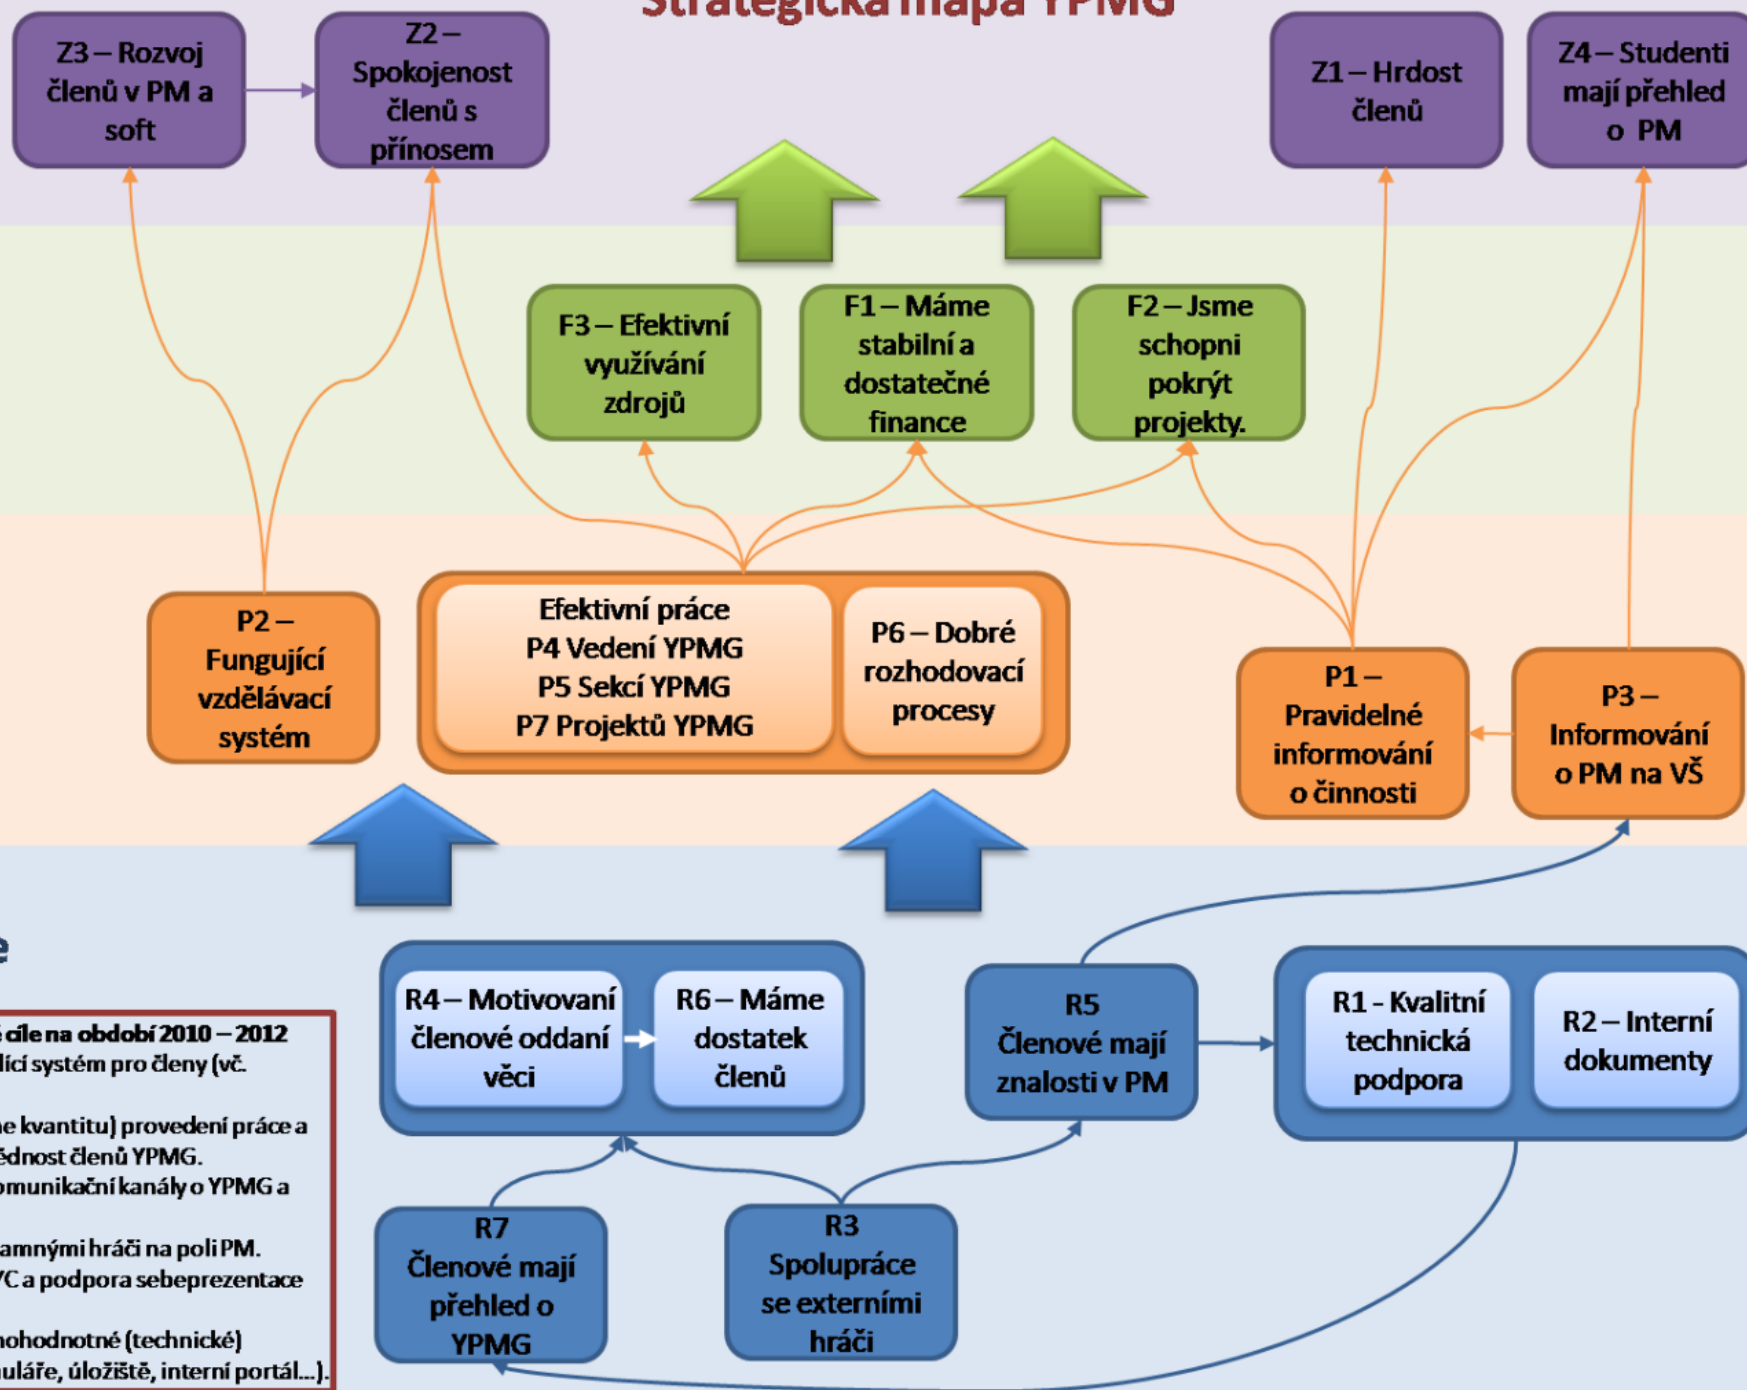 Strategická mapa YPMG
Z3 – Rozvoj
členů v PM a
soft
Z2 –
Spokojenost
členů s
přínosem
Z1 – Hrdost
členů
Z4 – Studenti
mají přehled
o PM
F3 – Efektivní
využívání
zdrojů
F1 – Máme
stabilní a
dostatečné
finance
F2 – Jsme
schopni
pokrýt
projekty.
P2 –
Fungující
vzdělávací
systém
Efektivní práce
P4 Vedení YPMG
P5 Sekcí YPMG
P7 Projektů YPMG
P6 – Dobré
rozhodovací
procesy
P1 –
Pravidelné
informování
o činnosti
P3 –
Informování
o PM na VŠ
R4 – Motivovaní
členové oddaní
věci
R6 – Máme
dostatek
členů
R5
Členové mají
znalosti v PM
R1 - Kvalitní
technická
podpora
R2 – Interní
dokumenty
R7
Členové mají
přehled o
YPMG
R3
Spolupráce
se externími
hráči
cíle na období 2010 – 2012
systém pro členy (vč.
kvantitu) provedení práce a
členů YPMG.
kanály o YPMG a
hráči na poli PM.
a podpora sebeprezentace
(technické)
úložiště, interní portál...).